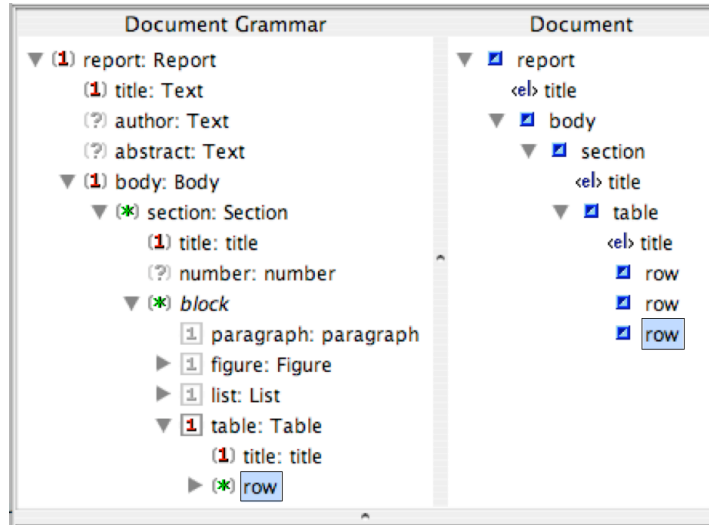 Document Grammar
(1) report: Report
(1) title: Text
(?) author: Text
(?) abstract: Text
(1) body: Body
(*) section: Section
(1) title: title
(?) number: number
(*) block
1 paragraph: paragraph
1 figure: Figure
1 list: List
1 table: Table
(1) title: title
(*) row
Document
report
<el> title
body
section
<el> title
table
<el> title
row
row
row